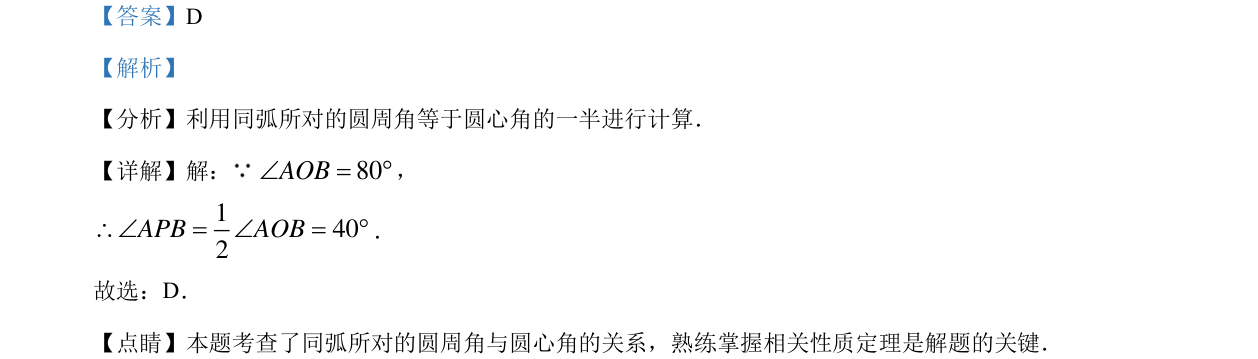 【答案】D
【解析】
【分析】利用同弧所对的圆周角等于圆心角的一半进行计算．
【详解】解：∵ ∠AOB = 80°，
∴∠APB = 1/2 ∠AOB = 40°．
故选：D．
【点睛】本题考查了同弧所对的圆周角与圆心角的关系，熟练掌握相关性质定理是解题的关键．